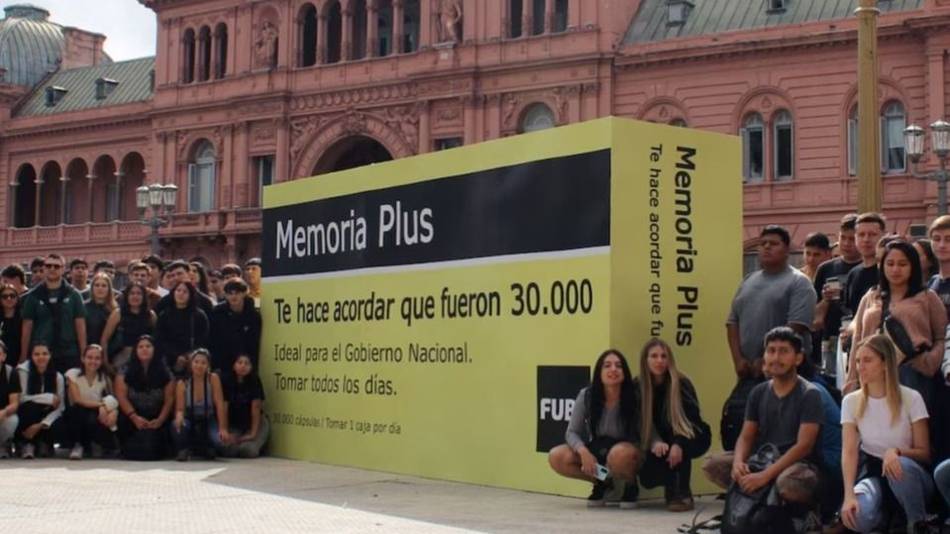 Memoria Plus
Te hace acordar que fueron 30.000
Ideal para el Gobierno Nacional.
Tomar todos los días.
30.000 cápsulas / Tomar 1 caja por día
FUB
Memoria Plus
Te hace acordar que fu